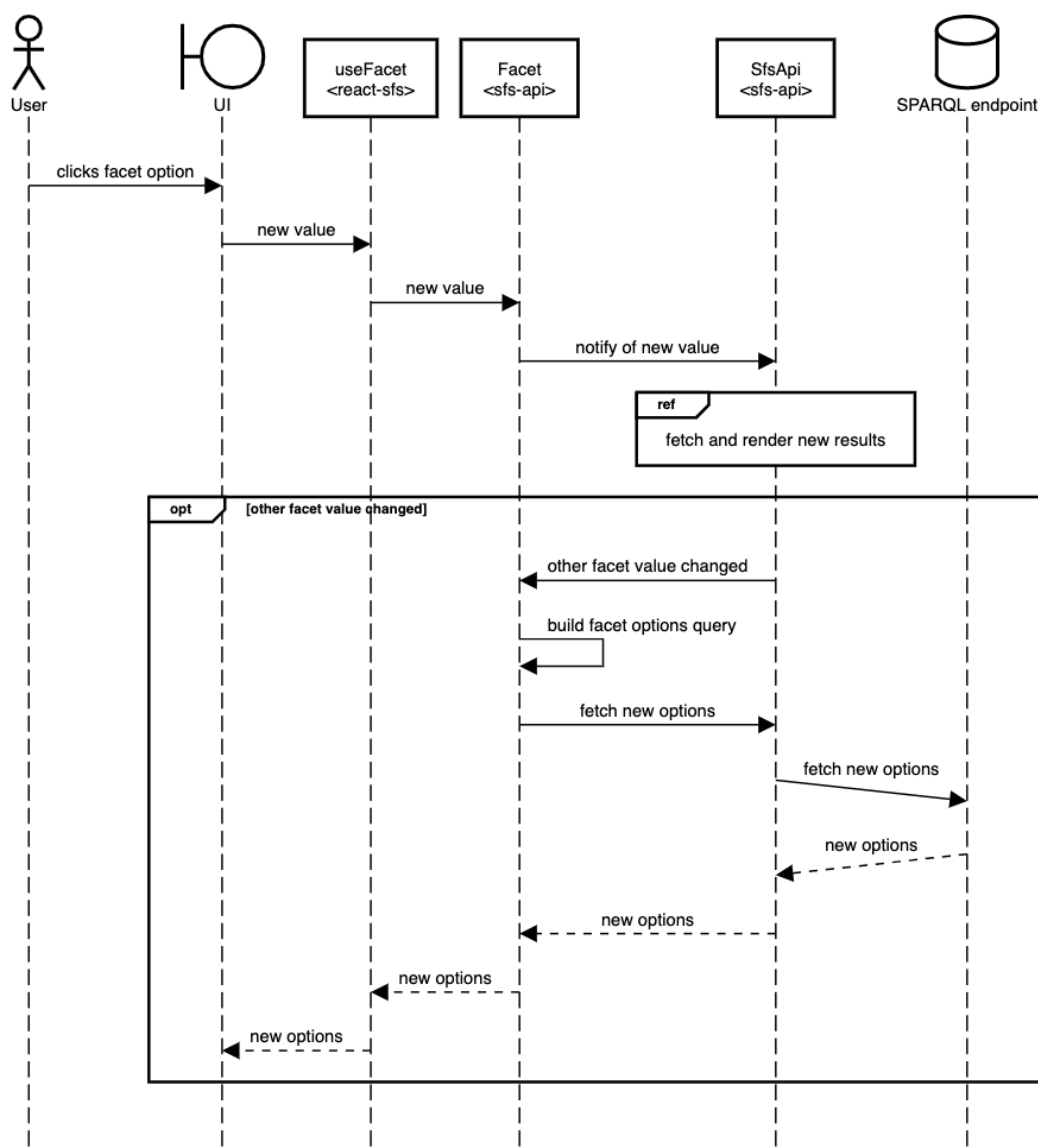 useFacet
<react-sfs>
Facet
<sfs-api>
SfsApi
<sfs-api>
User
UI
SPARQL endpoint
clicks facet option
new value
new value
notify of new value
ref
fetch and render new results
opt
[other facet value changed]
other facet value changed
build facet options query
fetch new options
fetch new options
new options
new options
new options
new options